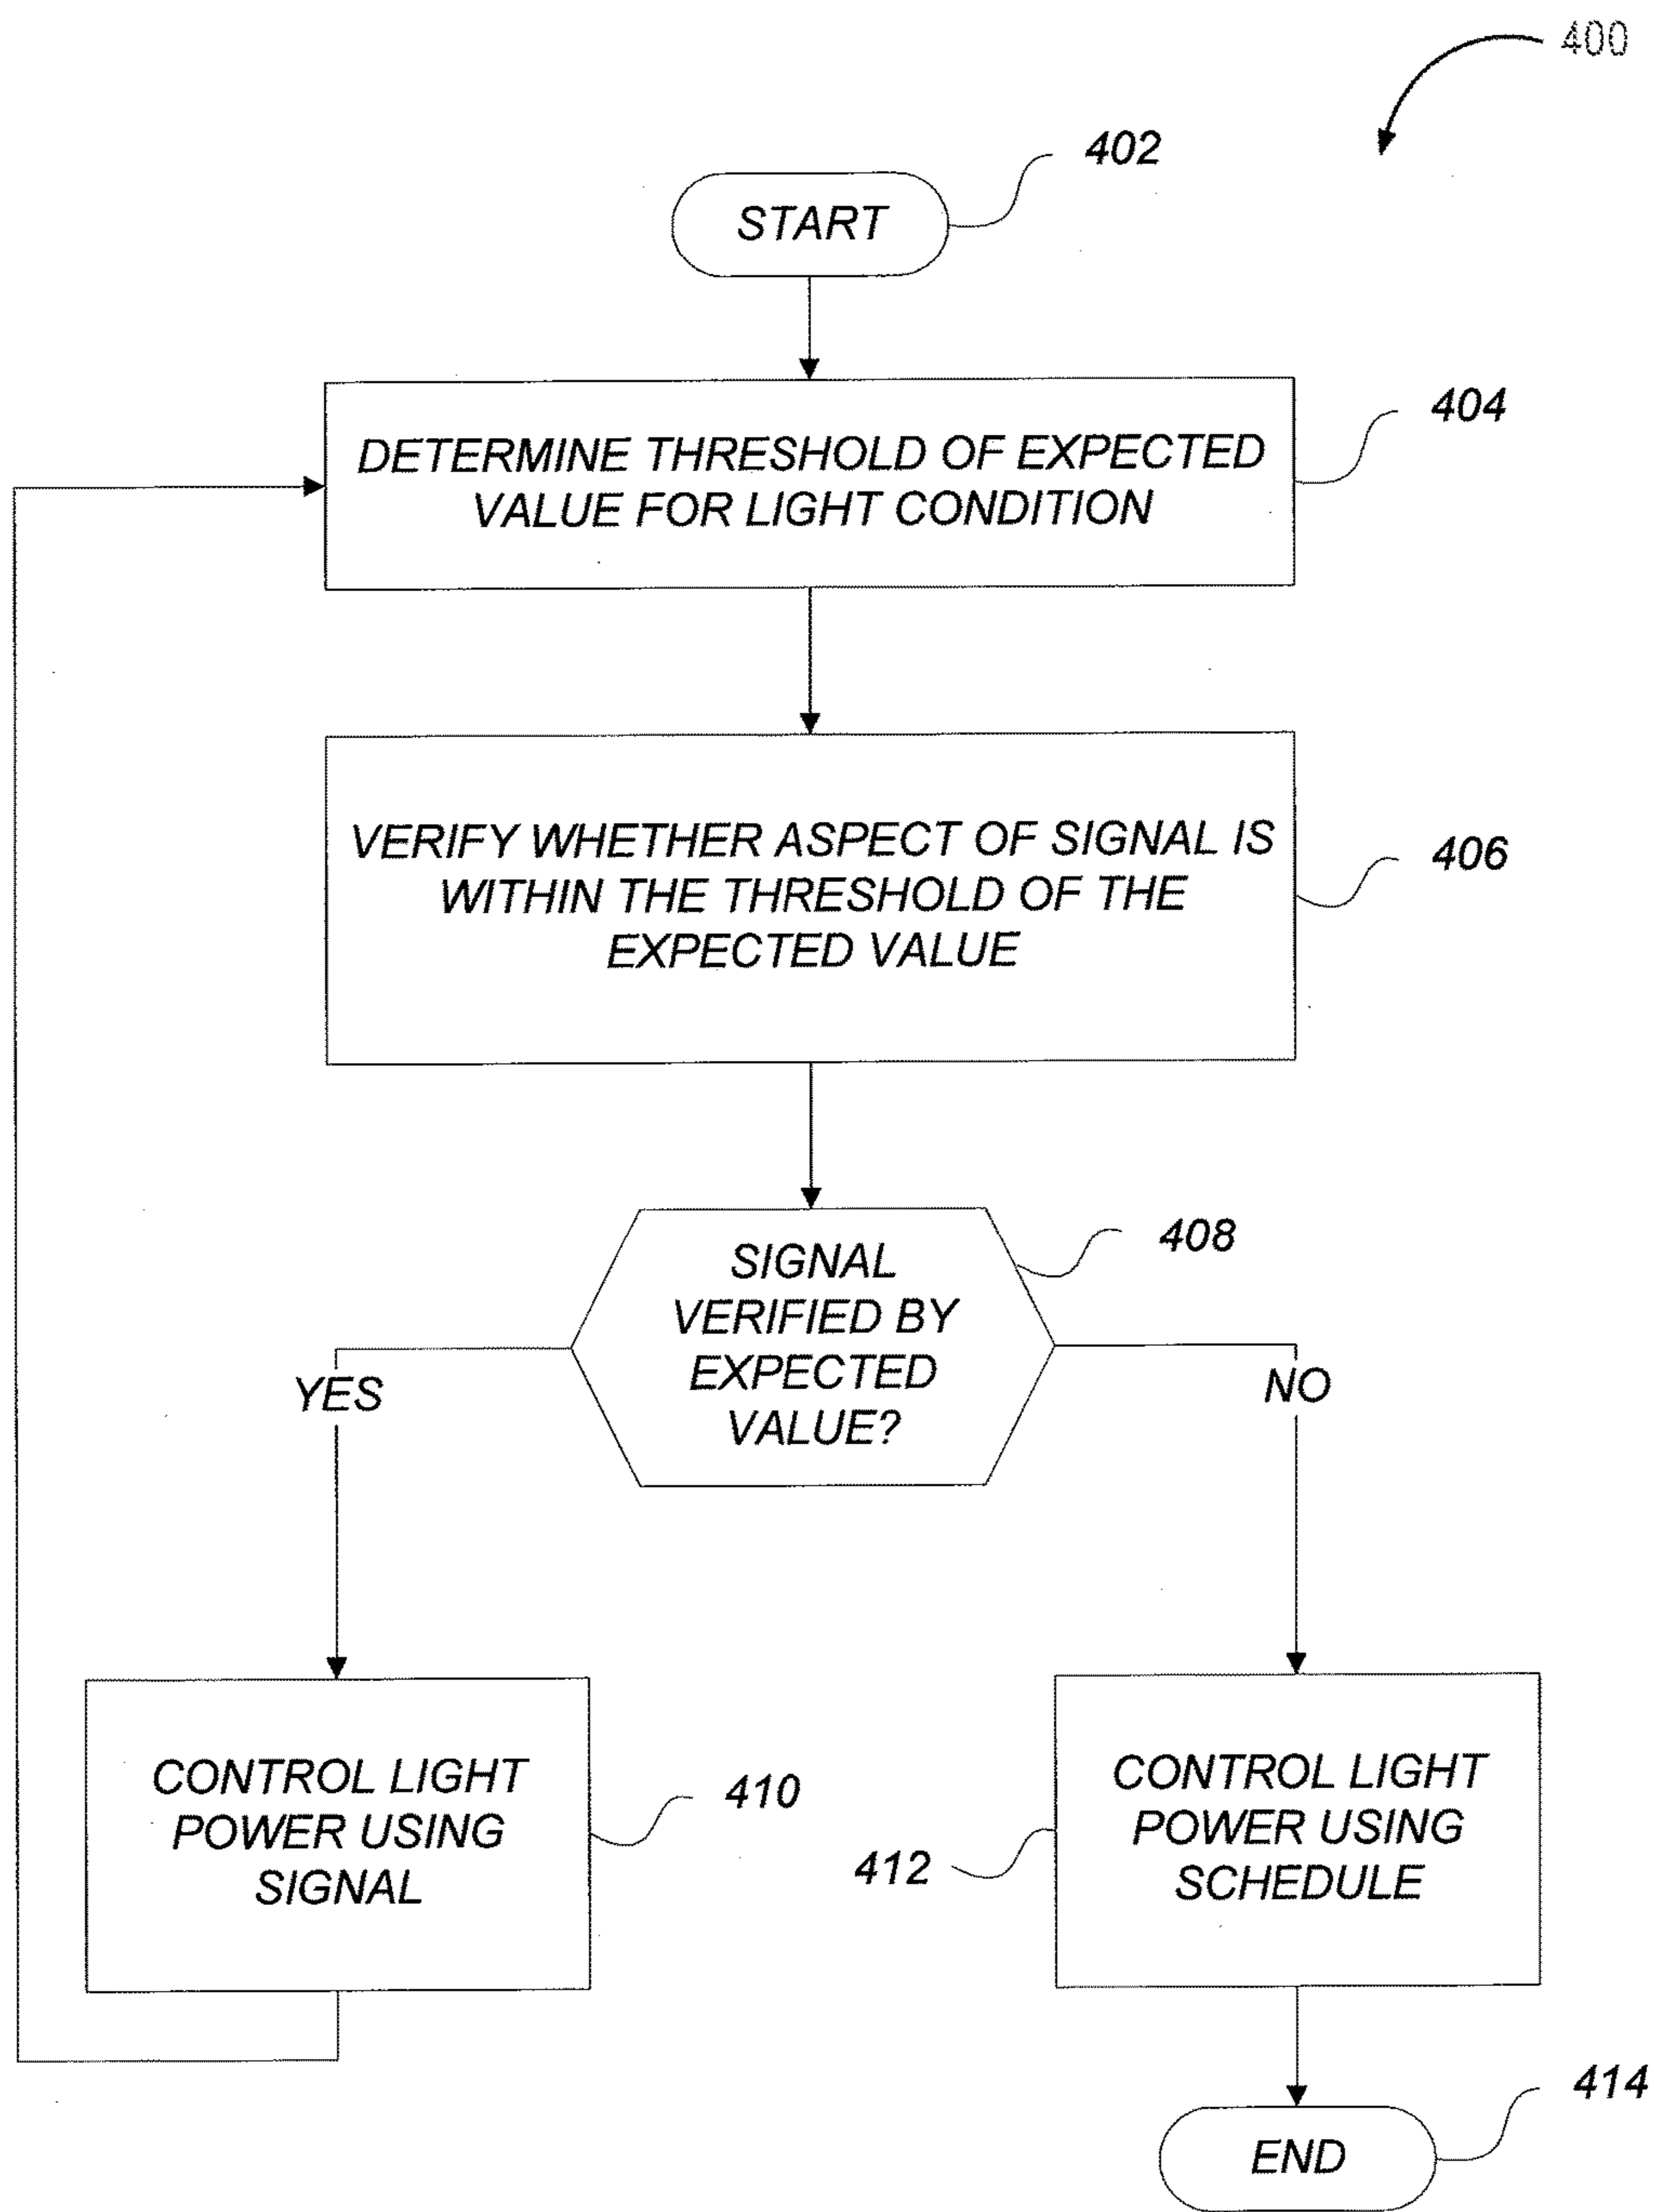 400
402
START
404
DETERMINE THRESHOLD OF EXPECTED
VALUE FOR LIGHT CONDITION
406
VERIFY WHETHER ASPECT OF SIGNAL IS
WITHIN THE THRESHOLD OF THE
EXPECTED VALUE
408
SIGNAL
VERIFIED BY
EXPECTED
VALUE?
YES
NO
CONTROL LIGHT
POWER USING
SIGNAL
410
CONTROL LIGHT
POWER USING
SCHEDULE
412
414
END